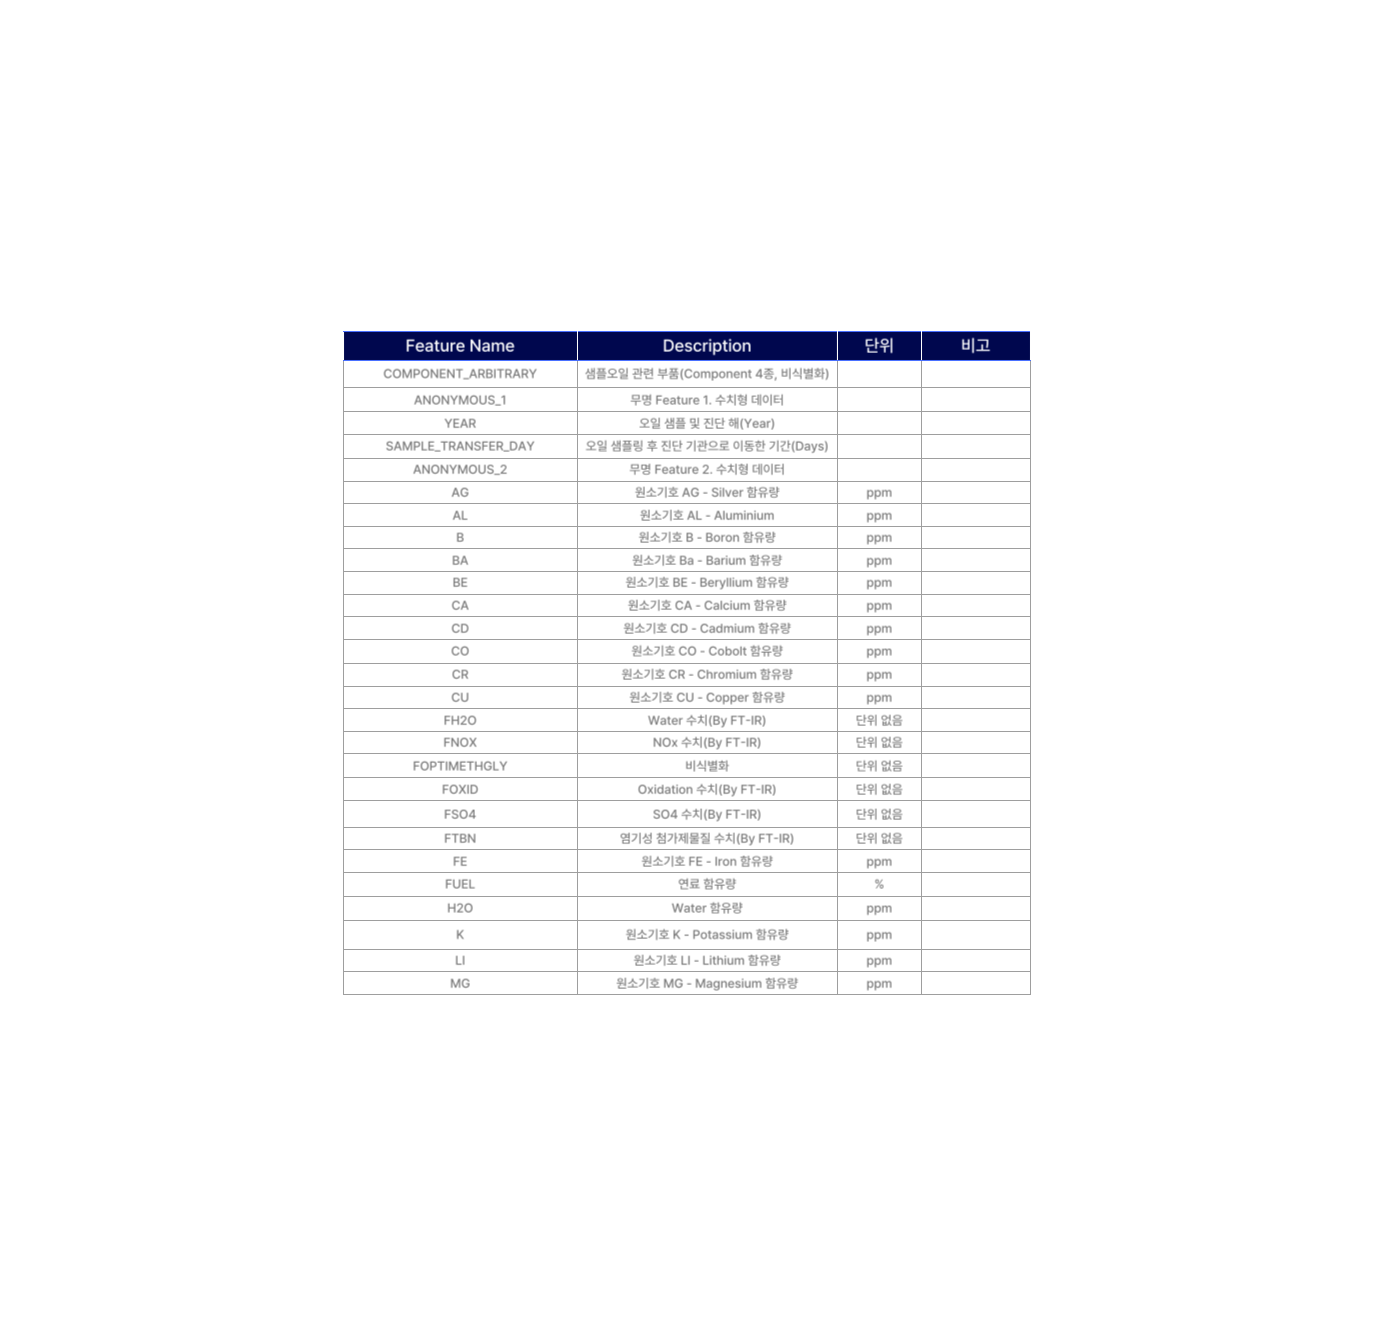 Feature Name Description 단위 비고
COMPONENT_ARBITRARY 샘플오일 관련 부품(Component 4종, 비식별화)
ANONYMOUS_1 무명 Feature 1. 수치형 데이터
YEAR 오일 샘플 및 진단 해(Year)
SAMPLE_TRANSFER_DAY 오일 샘플링 후 진단 기관으로 이동한 기간(Days)
ANONYMOUS_2 무명 Feature 2. 수치형 데이터
AG 원소기호 AG - Silver 함유량 ppm
AL 원소기호 AL - Aluminium ppm
B 원소기호 B - Boron 함유량 ppm
BA 원소기호 Ba - Barium 함유량 ppm
BE 원소기호 BE - Beryllium 함유량 ppm
CA 원소기호 CA - Calcium 함유량 ppm
CD 원소기호 CD - Cadmium 함유량 ppm
CO 원소기호 CO - Cobolt 함유량 ppm
CR 원소기호 CR - Chromium 함유량 ppm
CU 원소기호 CU - Copper 함유량 ppm
FH2O Water 수치(By FT-IR) 단위 없음
FNOX NOx 수치(By FT-IR) 단위 없음
FOPTIMETHGLY 비식별화 단위 없음
FOXID Oxidation 수치(By FT-IR) 단위 없음
FSO4 SO4 수치(By FT-IR) 단위 없음
FTBN 염기성 첨가제물질 수치(By FT-IR) 단위 없음
FE 원소기호 FE - Iron 함유량 ppm
FUEL 연료 함유량 %
H2O Water 함유량 ppm
K 원소기호 K - Potassium 함유량 ppm
LI 원소기호 LI - Lithium 함유량 ppm
MG 원소기호 MG - Magnesium 함유량 ppm